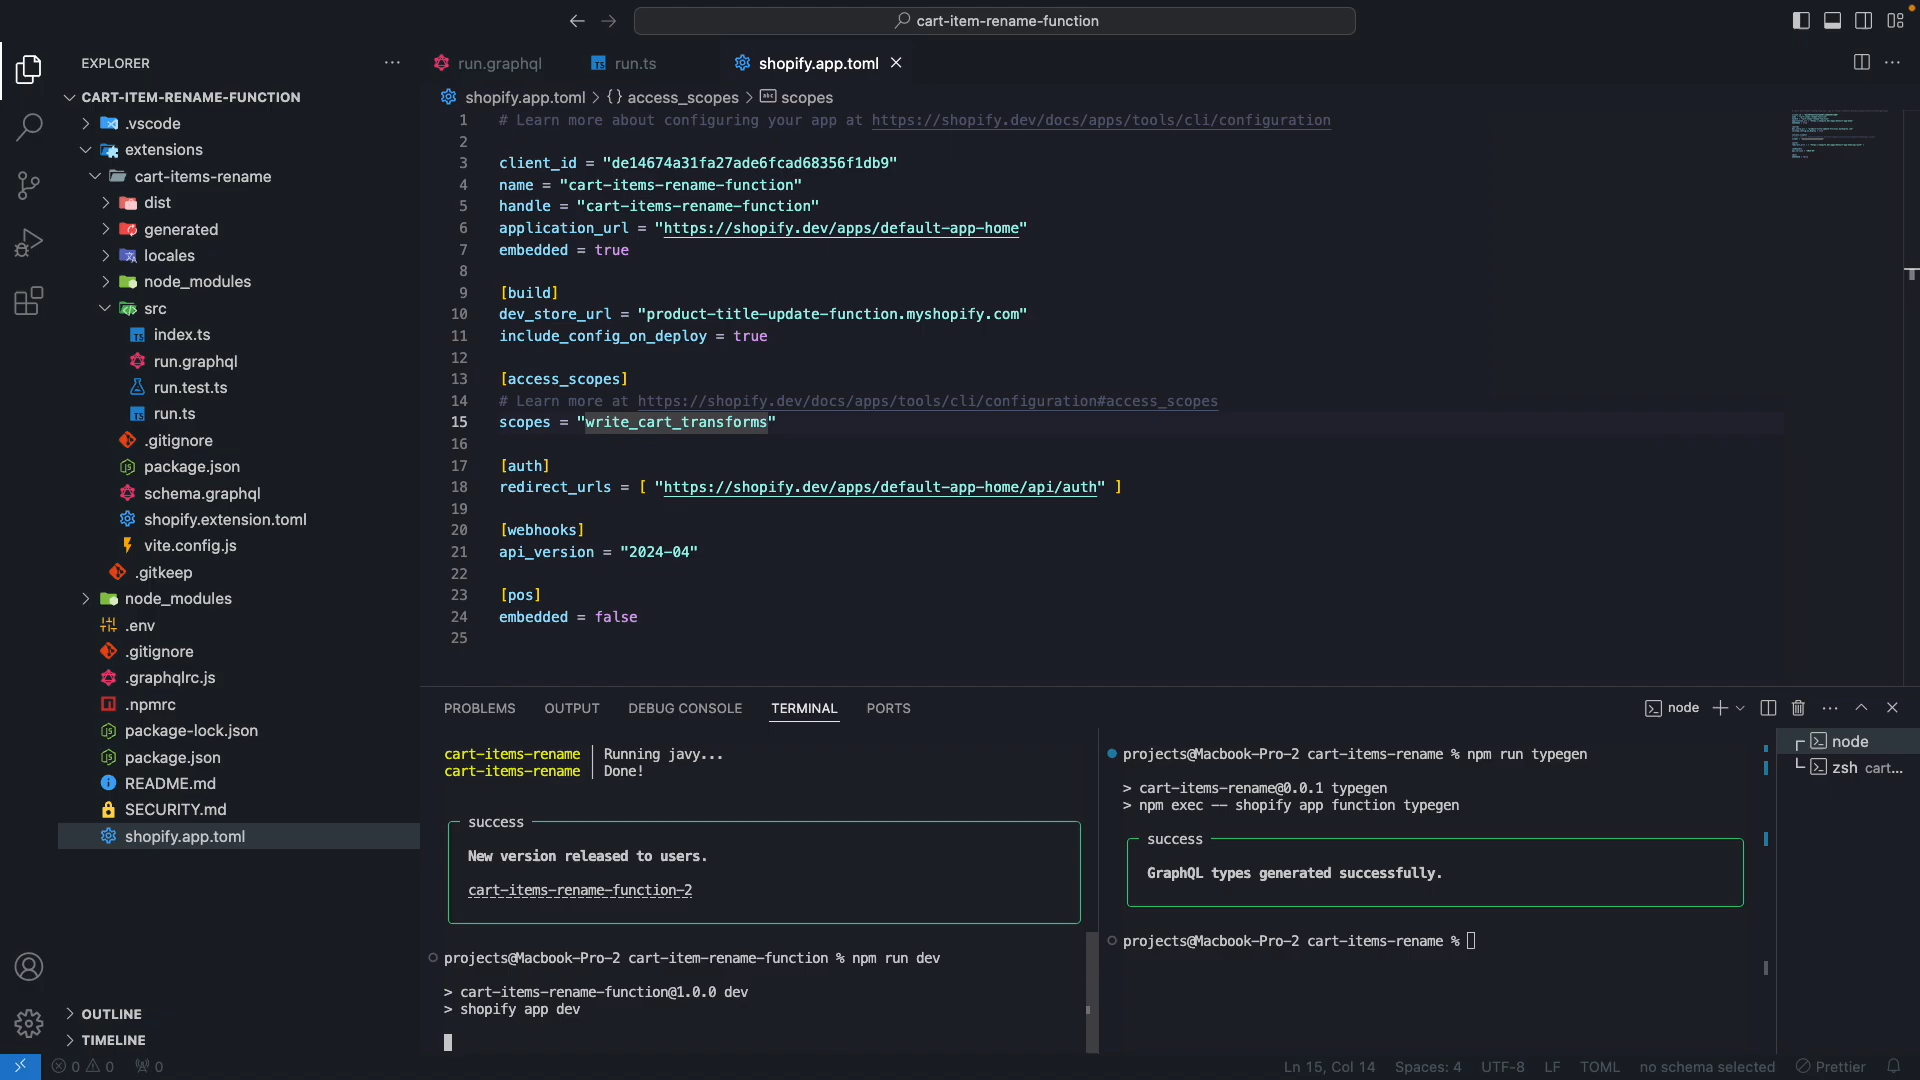 cart-item-rename-function
EXPLORER
CART-ITEM-RENAME-FUNCTION
.vscode
extensions
cart-items-rename
dist
generated
locales
node_modules
src
index.ts
run.graphql
run.test.ts
run.ts
.gitignore
package.json
schema.graphql
shopify.extension.toml
vite.config.js
.gitkeep
node_modules
.env
.gitignore
.graphqlrc.js
.npmrc
package-lock.json
package.json
README.md
SECURITY.md
shopify.app.toml
OUTLINE
TIMELINE
run.graphql
run.ts
shopify.app.toml
shopify.app.toml > {} access_scopes > abc scopes
1 # Learn more about configuring your app at https://shopify.dev/docs/apps/tools/cli/configuration
2
3 client_id = "de14674a31fa27ade6fcad68356f1db9"
4 name = "cart-items-rename-function"
5 handle = "cart-items-rename-function"
6 application_url = "https://shopify.dev/apps/default-app-home"
7 embedded = true
8
9 [build]
10 dev_store_url = "product-title-update-function.myshopify.com"
11 include_config_on_deploy = true
12
13 [access_scopes]
14 # Learn more at https://shopify.dev/docs/apps/tools/cli/configuration#access_scopes
15 scopes = "write_cart_transforms"
16
17 [auth]
18 redirect_urls = [ "https://shopify.dev/apps/default-app-home/api/auth" ]
19
20 [webhooks]
21 api_version = "2024-04"
22
23 [pos]
24 embedded = false
25
PROBLEMS OUTPUT DEBUG CONSOLE TERMINAL PORTS
node
cart-items-rename │ Running javy...
cart-items-rename │ Done!
success
New version released to users.
cart-items-rename-function-2
projects@Macbook-Pro-2 cart-item-rename-function % npm run dev
> cart-items-rename-function@1.0.0 dev
> shopify app dev
projects@Macbook-Pro-2 cart-items-rename % npm run typegen
> cart-items-rename@0.0.1 typegen
> npm exec -- shopify app function typegen
success
GraphQL types generated successfully.
projects@Macbook-Pro-2 cart-items-rename %
node
zsh cart...
0 0 0
Ln 15, Col 14 Spaces: 4 UTF-8 LF TOML no schema selected Prettier